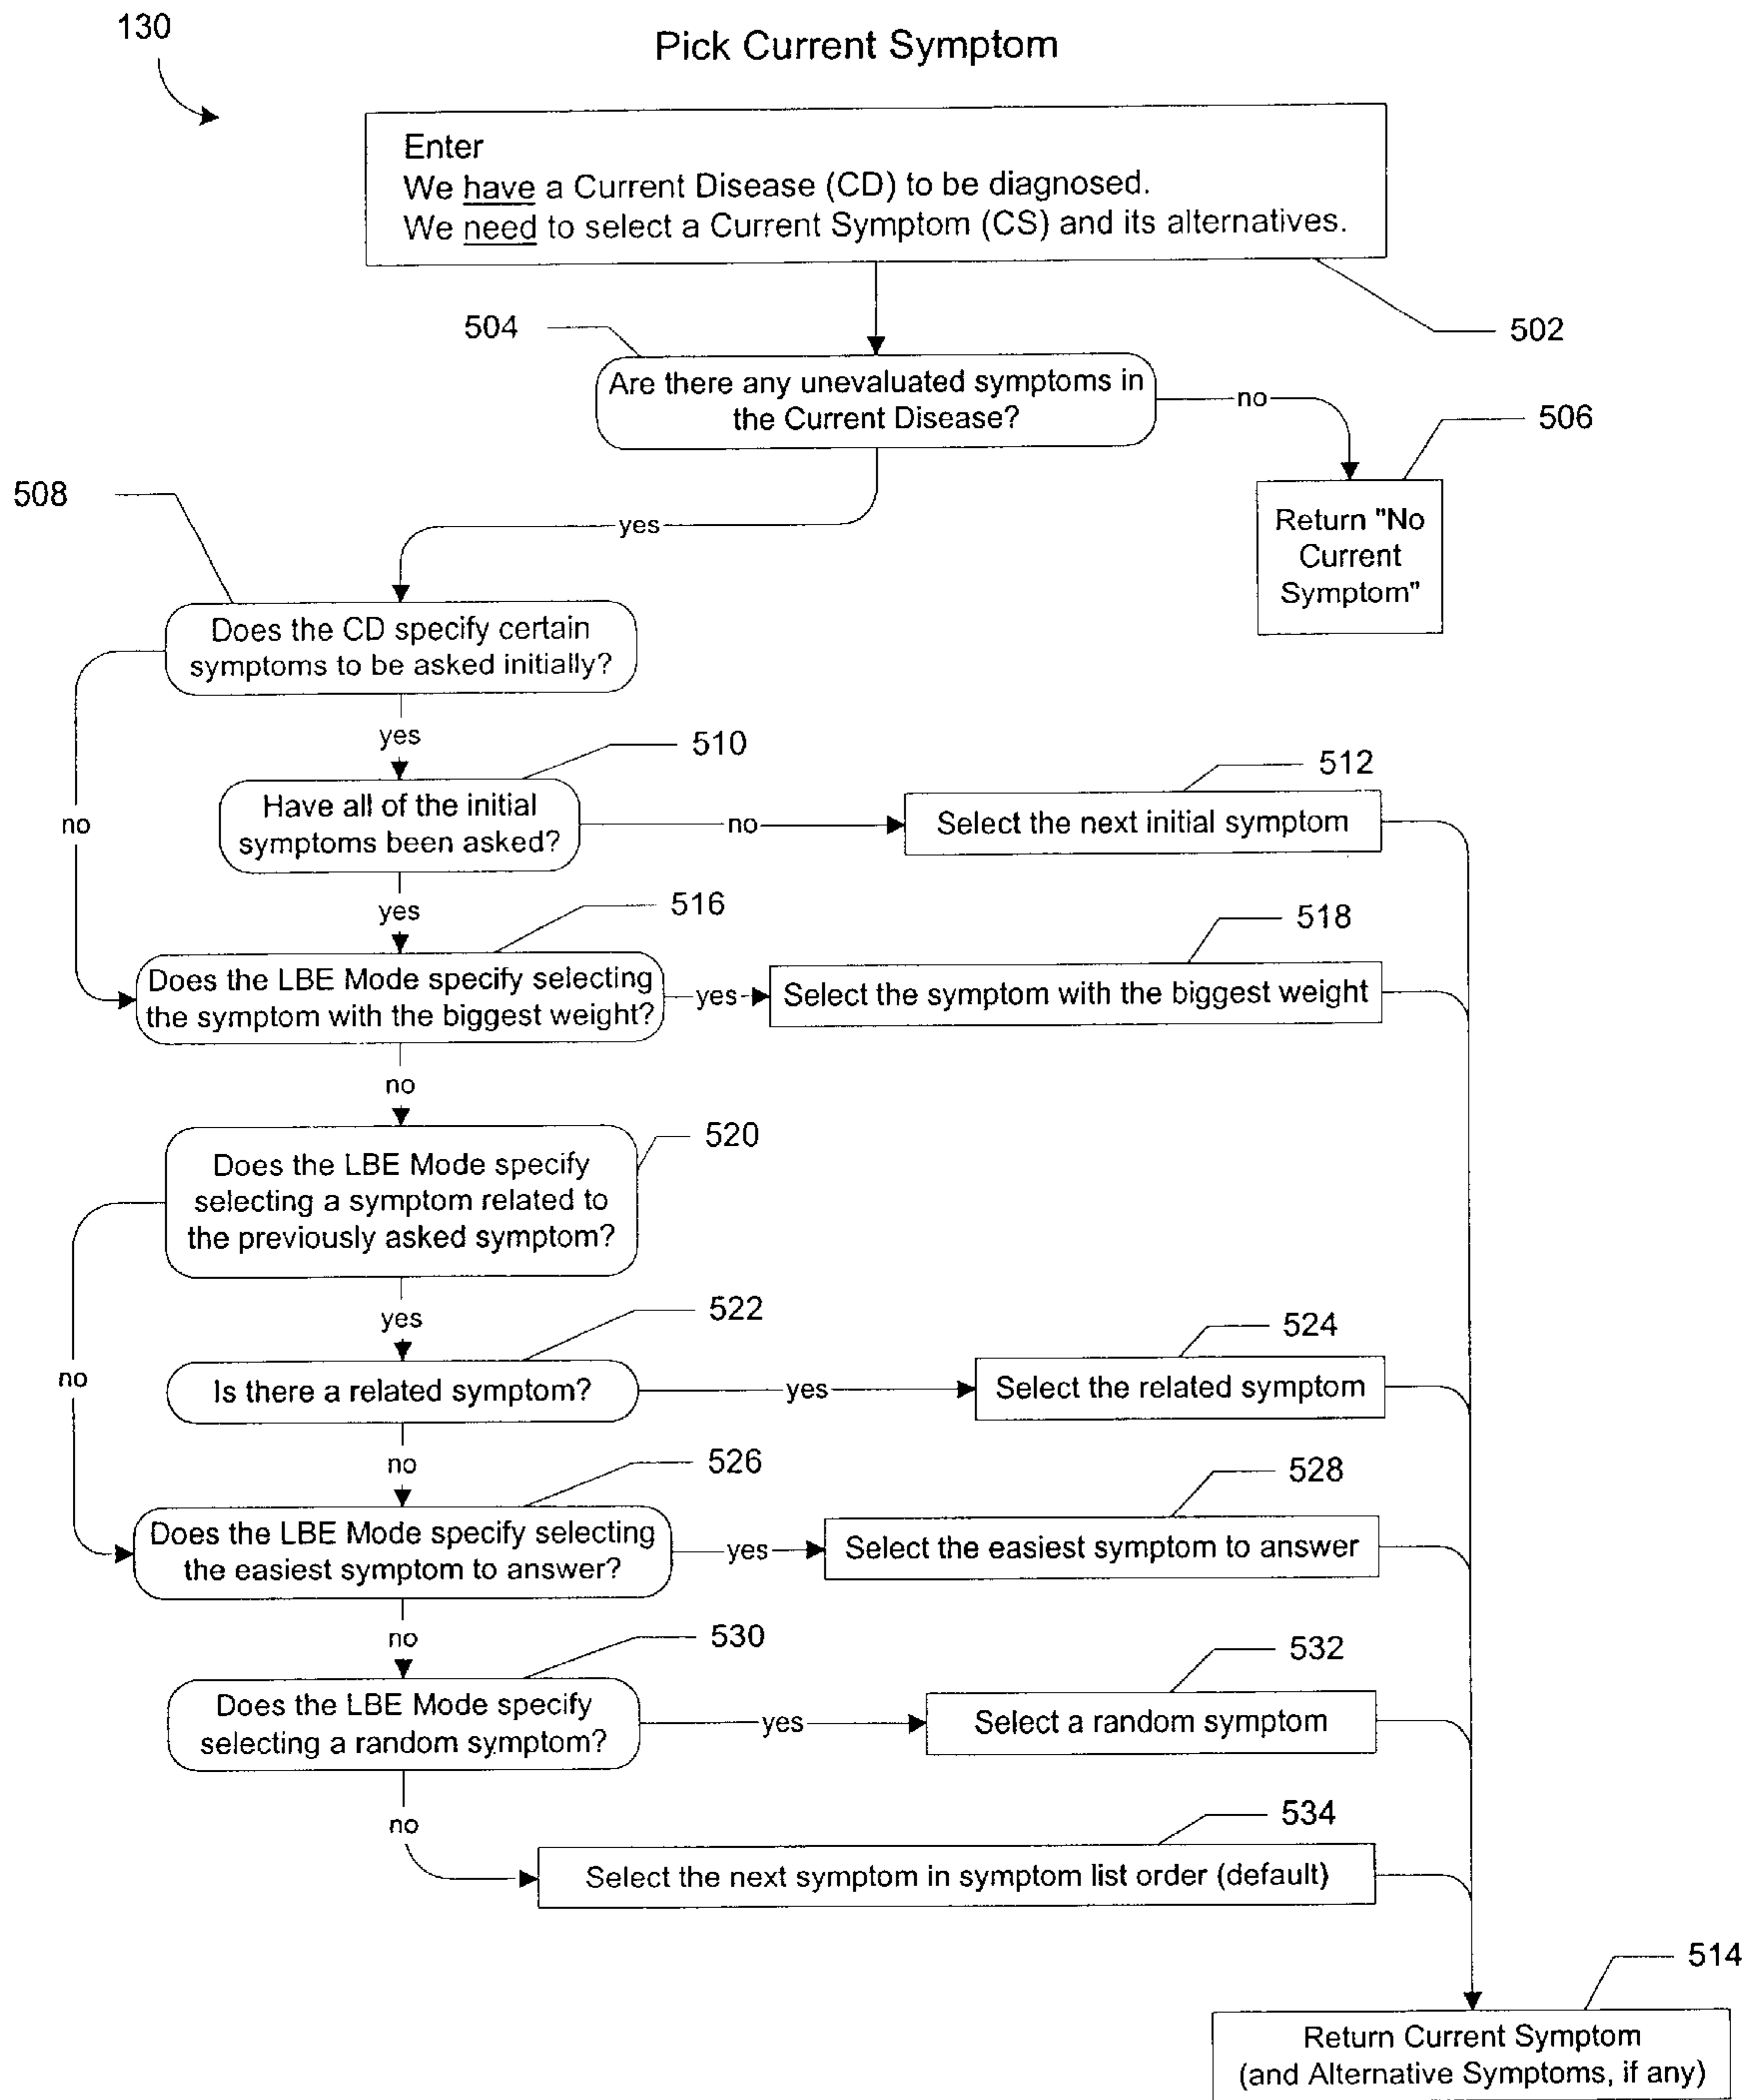 130
Pick Current Symptom
Enter
We have a Current Disease (CD) to be diagnosed.
We need to select a Current Symptom (CS) and its alternatives.
502
504
Are there any unevaluated symptoms in
the Current Disease?
no
506
Return "No
Current
Symptom"
yes
508
Does the CD specify certain
symptoms to be asked initially?
no
yes
510
Have all of the initial
symptoms been asked?
no
512
Select the next initial symptom
yes
516
Does the LBE Mode specify selecting
the symptom with the biggest weight?
yes
518
Select the symptom with the biggest weight
no
520
Does the LBE Mode specify
selecting a symptom related to
the previously asked symptom?
no
yes
522
Is there a related symptom?
yes
524
Select the related symptom
no
526
Does the LBE Mode specify selecting
the easiest symptom to answer?
yes
528
Select the easiest symptom to answer
no
530
Does the LBE Mode specify
selecting a random symptom?
yes
532
Select a random symptom
no
534
Select the next symptom in symptom list order (default)
514
Return Current Symptom
(and Alternative Symptoms, if any)